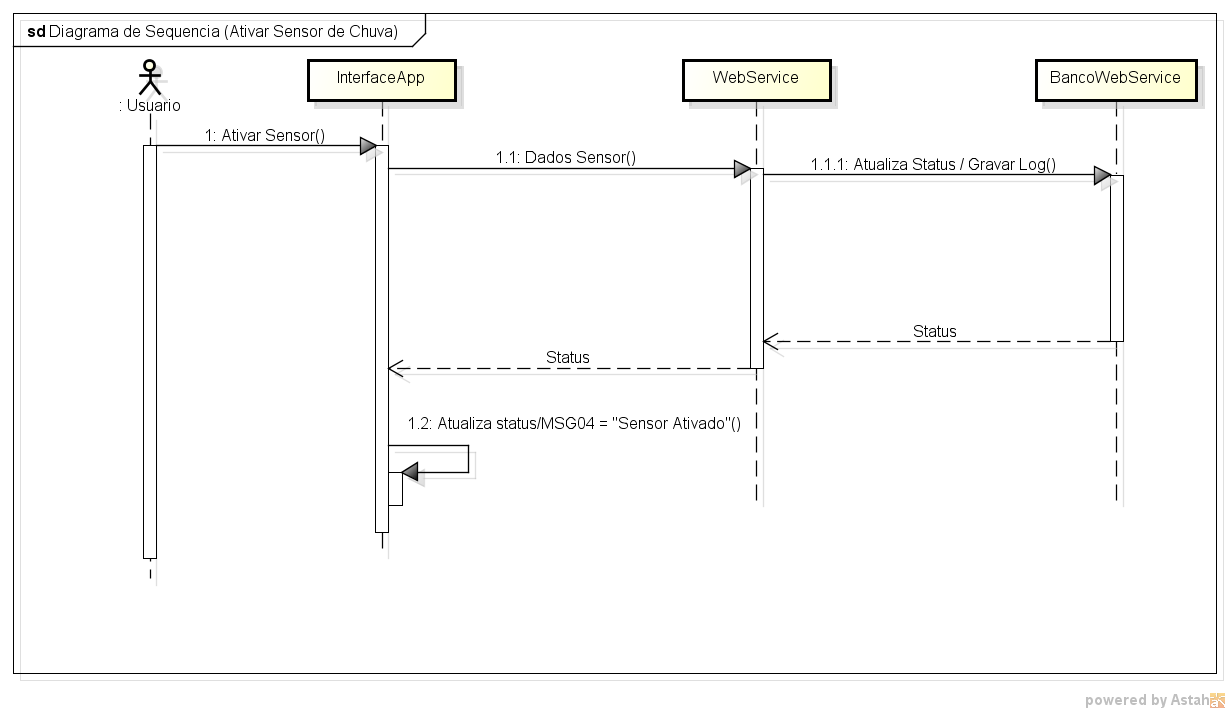 sd Diagrama de Sequencia (Ativar Sensor de Chuva)
: Usuario
InterfaceApp
WebService
BancoWebService
1: Ativar Sensor()
1.1: Dados Sensor()
1.1.1: Atualiza Status / Gravar Log()
Status
Status
1.2: Atualiza status/MSG04 = "Sensor Ativado"()
powered by Astah